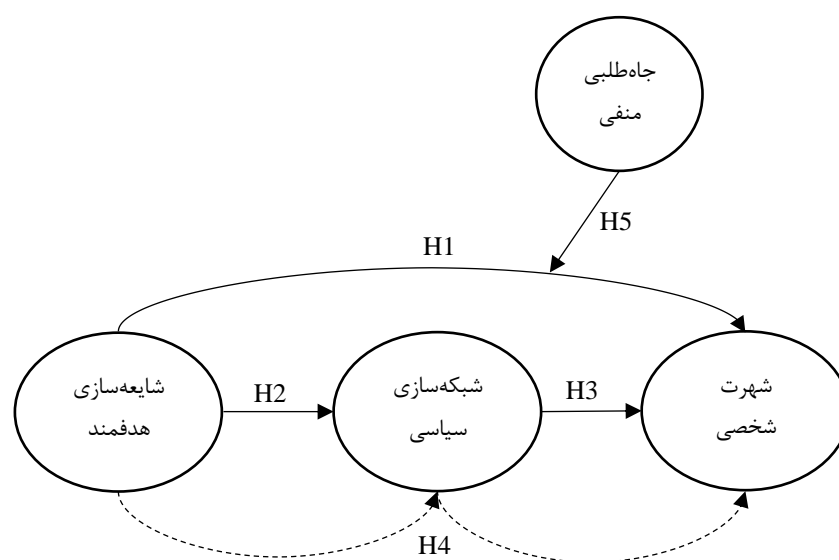 جاه‌طلبی
منفی
H5
H1
شایعه‌سازی
هدفمند
H2
شبکه‌سازی
سیاسی
H3
شهرت
شخصی
H4